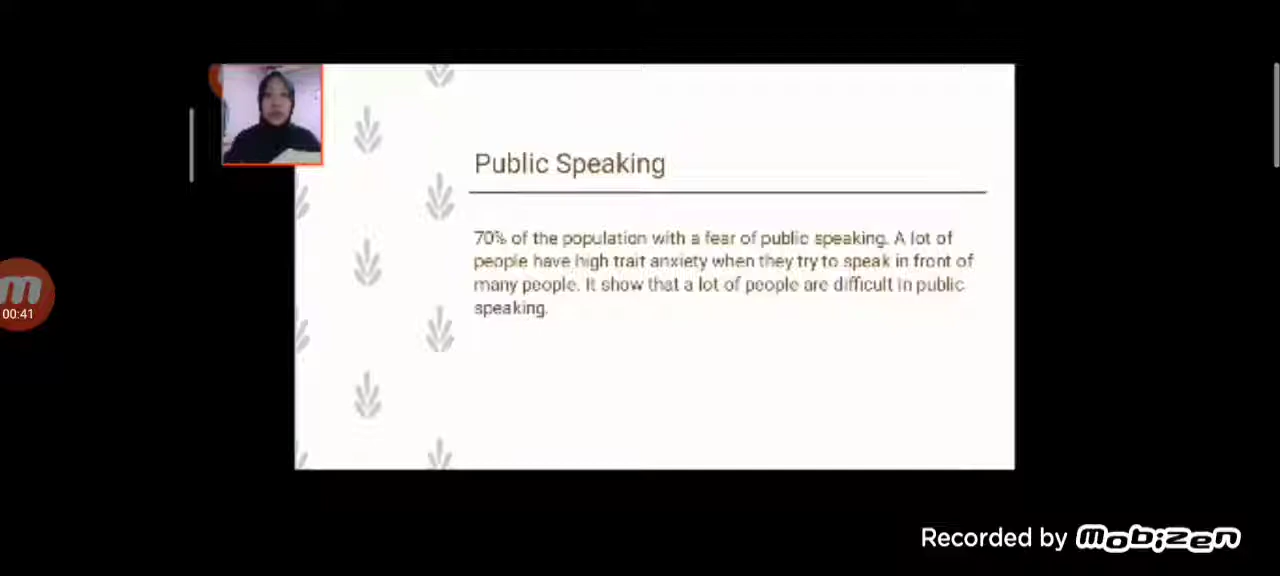 Public Speaking
70% of the population with a fear of public speaking. A lot of
people have high trait anxiety when they try to speak in front of
many people. It show that a lot of people are difficult in public
speaking.
m
00:41
Recorded by mobizen